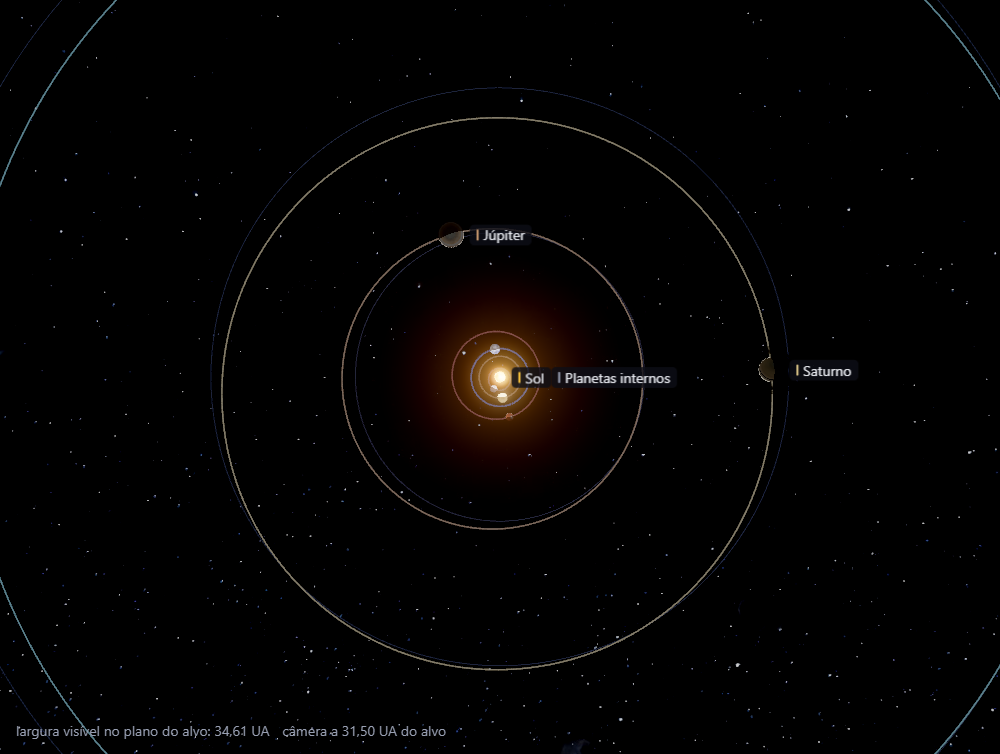 Júpiter
Saturno
Sol
Planetas internos
largura visível no plano do alvo: 34,61 UA câmera a 31,50 UA do alvo